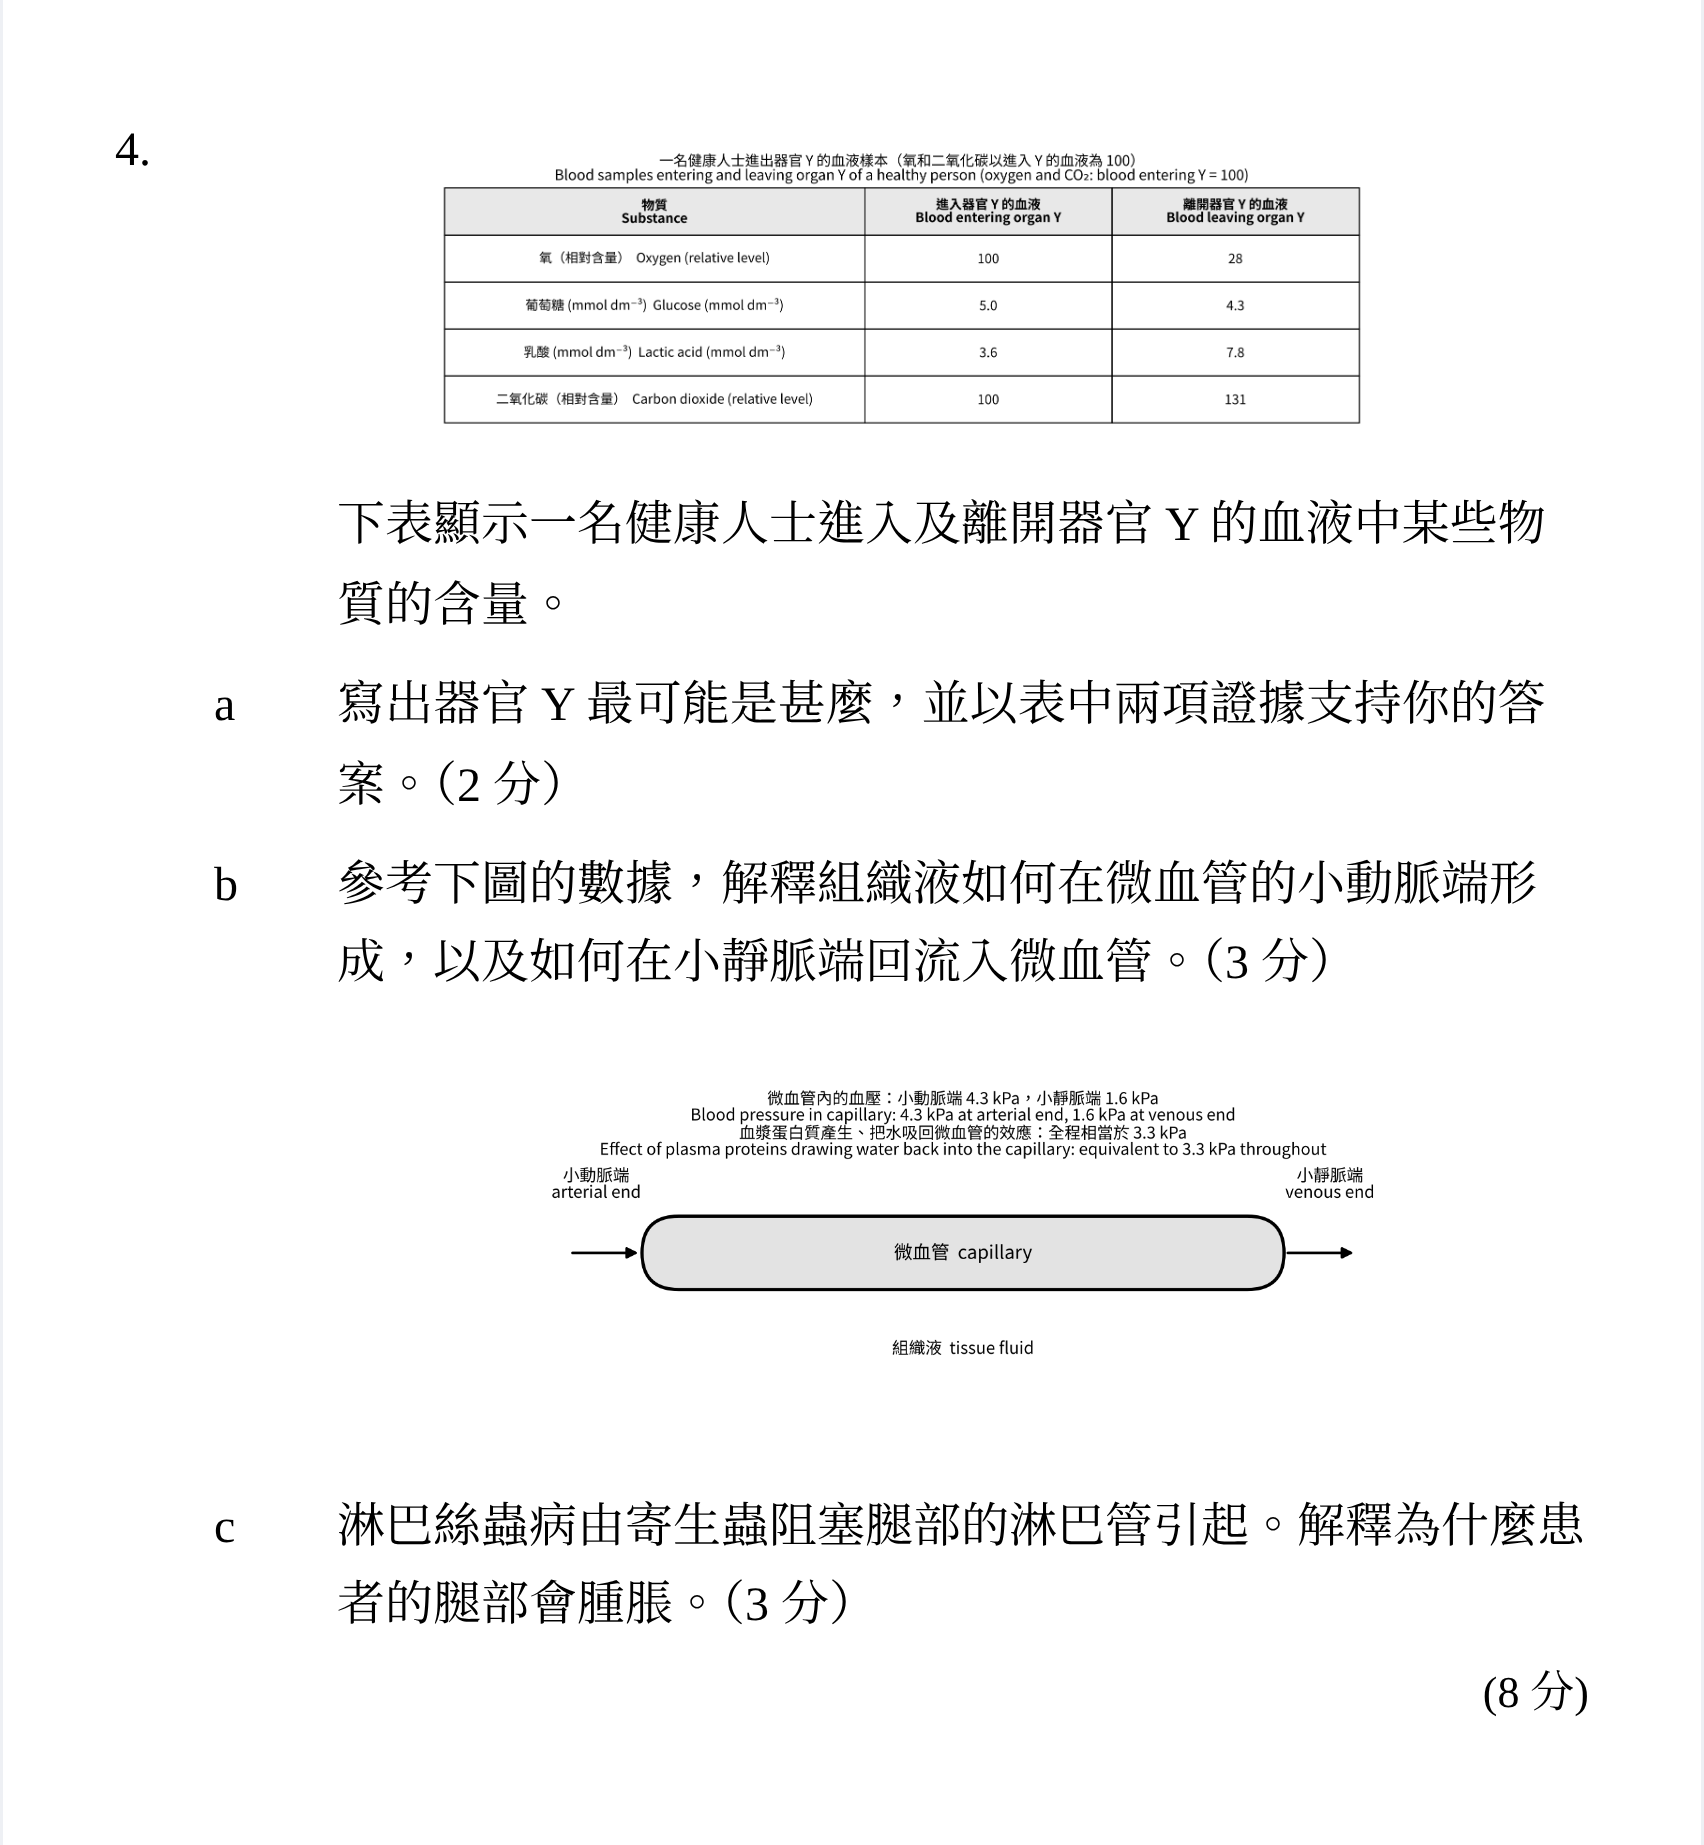 4.
一名健康人士進出器官 Y 的血液樣本（氧和二氧化碳以進入 Y 的血液為 100）
Blood samples entering and leaving organ Y of a healthy person (oxygen and CO₂: blood entering Y = 100)
物質 進入器官 Y 的血液 離開器官 Y 的血液
Substance Blood entering organ Y Blood leaving organ Y
氧（相對含量） Oxygen (relative level) 100 28
葡萄糖 (mmol dm⁻³) Glucose (mmol dm⁻³) 5.0 4.3
乳酸 (mmol dm⁻³) Lactic acid (mmol dm⁻³) 3.6 7.8
二氧化碳（相對含量） Carbon dioxide (relative level) 100 131
下表顯示一名健康人士進入及離開器官 Y 的血液中某些物
質的含量。
a 寫出器官 Y 最可能是甚麼，並以表中兩項證據支持你的答
案。（2 分）
b 參考下圖的數據，解釋組織液如何在微血管的小動脈端形
成，以及如何在小靜脈端回流入微血管。（3 分）
微血管內的血壓：小動脈端 4.3 kPa，小靜脈端 1.6 kPa
Blood pressure in capillary: 4.3 kPa at arterial end, 1.6 kPa at venous end
血漿蛋白質產生、把水吸回微血管的效應：全程相當於 3.3 kPa
Effect of plasma proteins drawing water back into the capillary: equivalent to 3.3 kPa throughout
小動脈端 小靜脈端
arterial end venous end
微血管 capillary
組織液 tissue fluid
c 淋巴絲蟲病由寄生蟲阻塞腿部的淋巴管引起。解釋為什麼患
者的腿部會腫脹。（3 分）
(8 分)